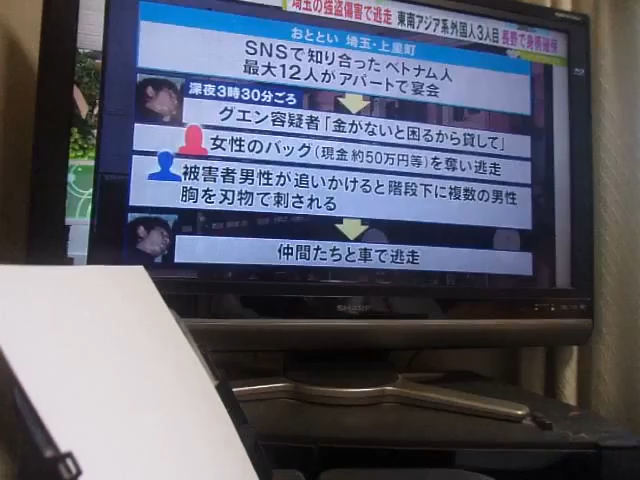 埼玉の強盗傷害で逃走 東南アジア系外国人3人目 長野で身柄確保
おととい 埼玉・上里町
SNSで知り合ったベトナム人
最大12人がアパートで宴会
深夜3時30分ごろ
グエン容疑者「金がないと困るから貸して」
女性のバッグ(現金約50万円等)を奪い逃走
被害者男性が追いかけると階段下に複数の男性
胸を刃物で刺される
仲間たちと車で逃走
SHARP